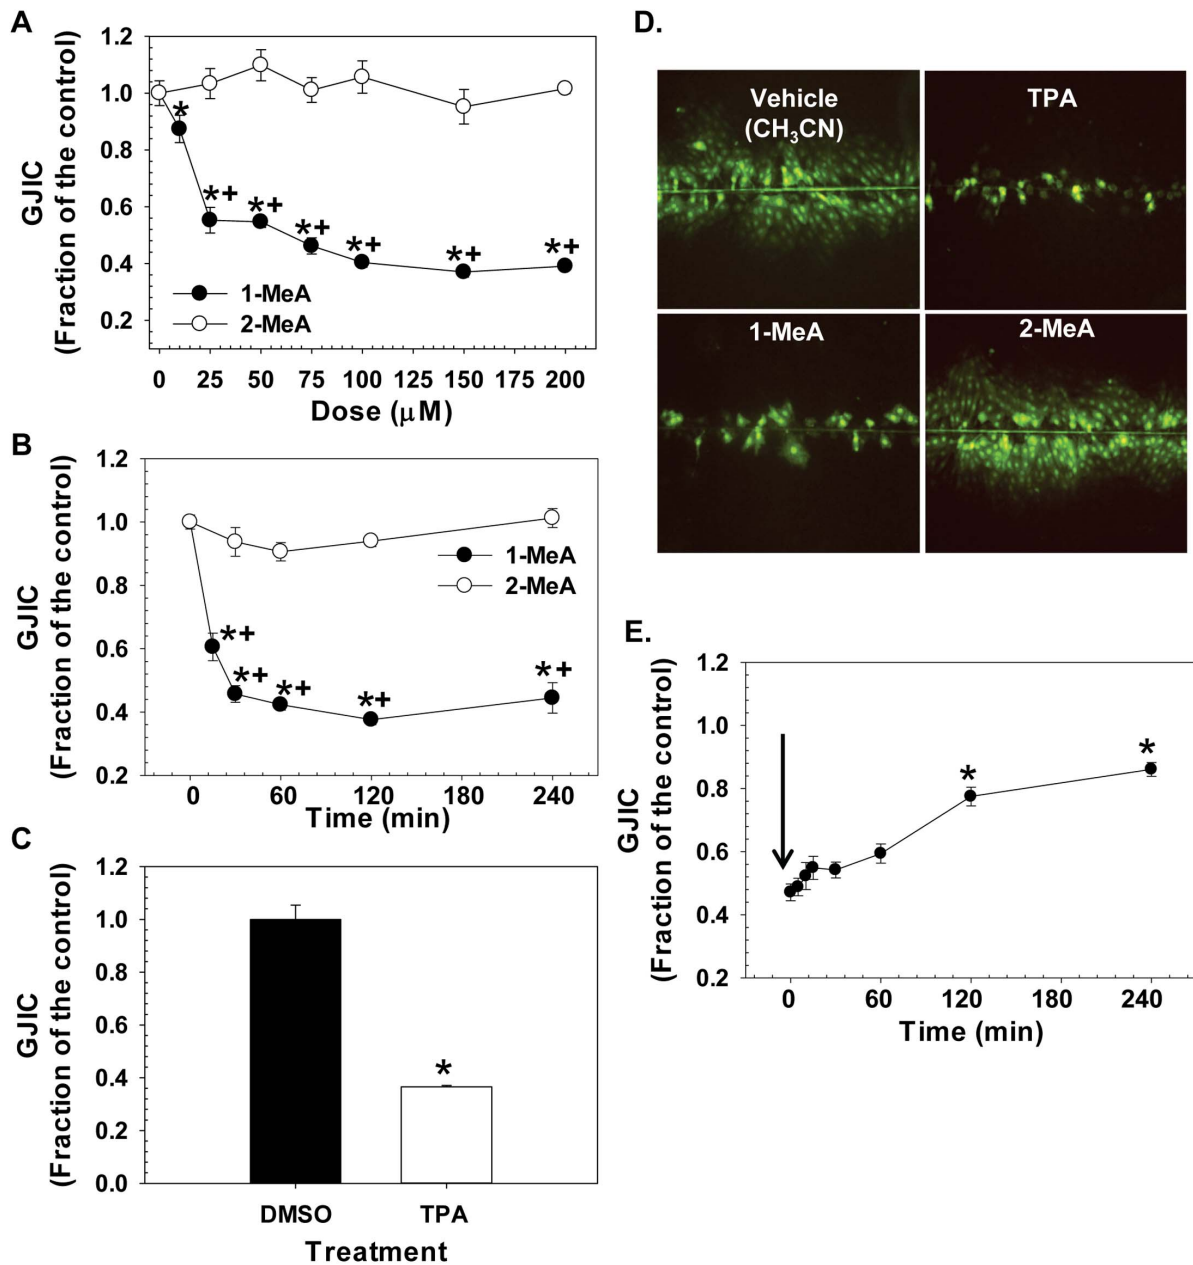 A
1.2
1.0
0.8
0.6
0.4
0.2
GJIC
(Fraction of the control)
*
*+
*+
*+
*+
*+
*+
1-MeA
2-MeA
0 25 50 75 100 125 150 175 200
Dose (μM)
B
1.2
1.0
0.8
0.6
0.4
0.2
GJIC
(Fraction of the control)
1-MeA
2-MeA
*+
*+
*+
*+
*+
0 60 120 180 240
Time (min)
C
1.2
1.0
0.8
0.6
0.4
0.2
0.0
GJIC
(Fraction of the control)
*
DMSO TPA
Treatment
D.
Vehicle
(CH₃CN)
TPA
1-MeA
2-MeA
E.
1.2
1.0
0.8
0.6
0.4
0.2
GJIC
(Fraction of the control)
*
*
0 60 120 180 240
Time (min)